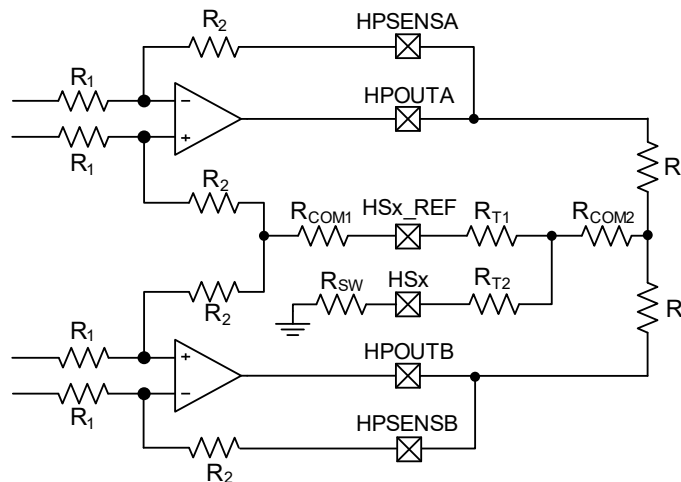 R2
HPSENSA
R1
HPOUTA
−
+
R1
R2
R
RCOM1
HSx_REF
RT1
RCOM2
RSW
HSx
RT2
R2
R
R1
+
HPOUTB
−
R1
HPSENSB
R2